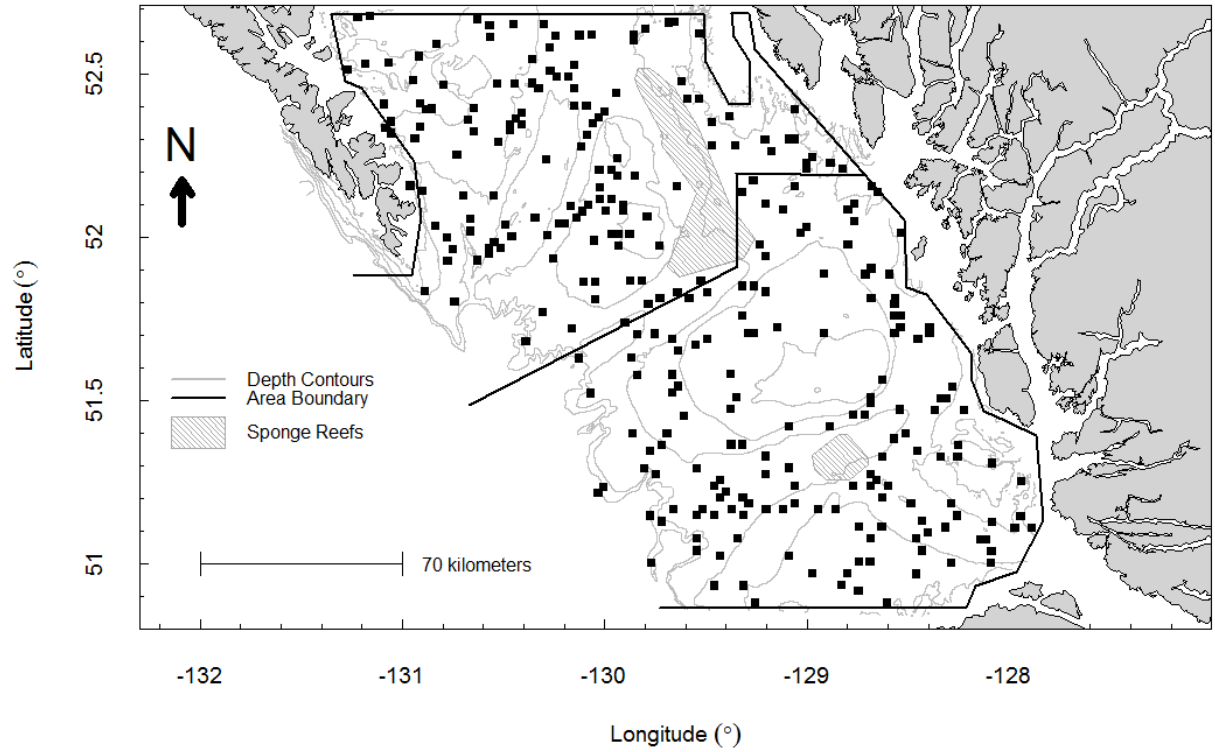 52.5
N
52
Latitude (°)
51.5
Depth Contours
Area Boundary
Sponge Reefs
51
70 kilometers
-132
-131
-130
-129
-128
Longitude (°)